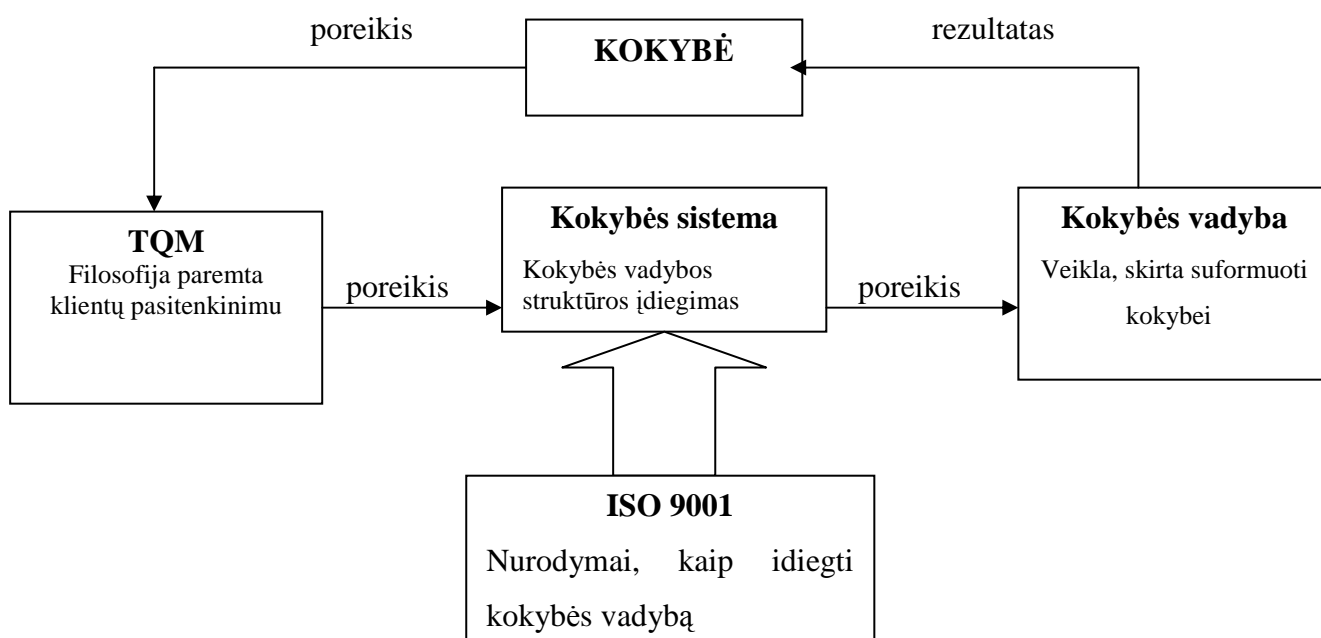 poreikis
KOKYBĖ
rezultatas
TQM
Filosofija paremta
klientų pasitenkinimu
poreikis
Kokybės sistema
Kokybės vadybos
struktūros įdiegimas
poreikis
Kokybės vadyba
Veikla, skirta suformuoti
kokybei
ISO 9001
Nurodymai, kaip idiegti
kokybės vadybą